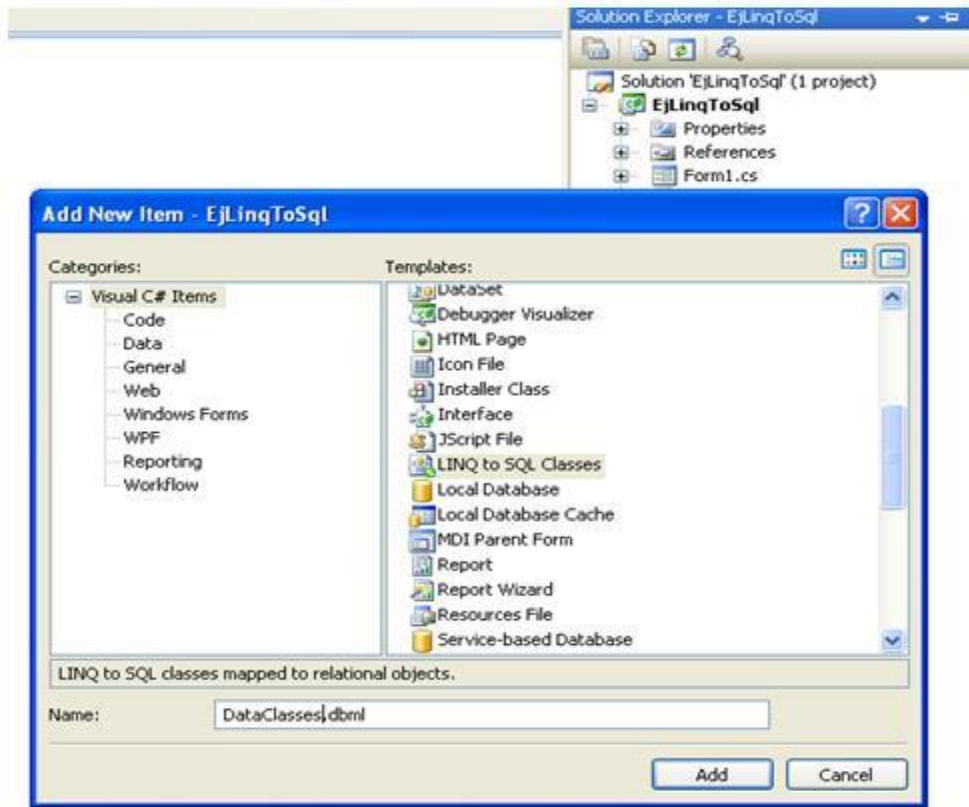 Solution Explorer - EjLinqToSql
Solution 'EjLinqToSql' (1 project)
EjLinqToSql
Properties
References
Form1.cs
Add New Item - EjLinqToSql
Categories:
Visual C# Items
Code
Data
General
Web
Windows Forms
WPF
Reporting
Workflow
Templates:
DataSet
Debugger Visualizer
HTML Page
Icon File
Installer Class
Interface
JScript File
LINQ to SQL Classes
Local Database
Local Database Cache
MDI Parent Form
Report
Report Wizard
Resources File
Service-based Database
LINQ to SQL classes mapped to relational objects.
Name:
DataClasses.dbml
Add
Cancel